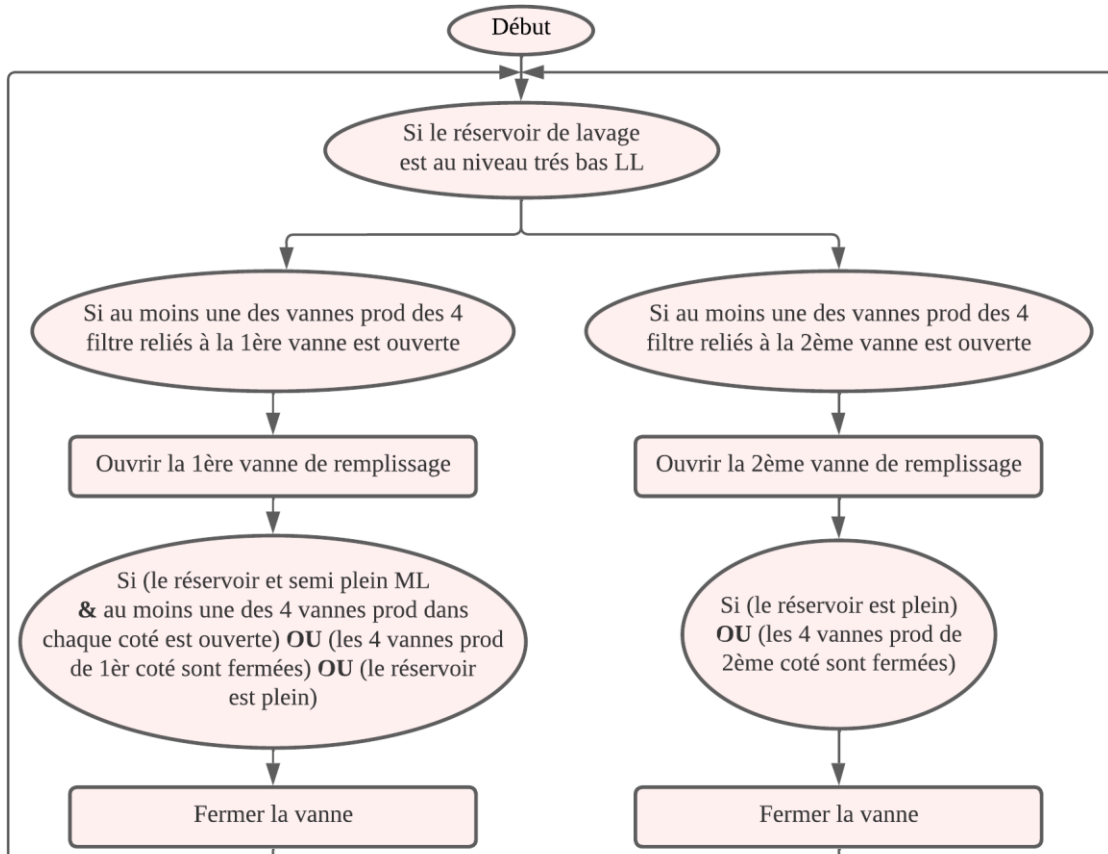 Début
Si le réservoir de lavage
est au niveau trés bas LL
Si au moins une des vannes prod des 4
filtre reliés à la 1ère vanne est ouverte
Si au moins une des vannes prod des 4
filtre reliés à la 2ème vanne est ouverte
Ouvrir la 1ère vanne de remplissage
Ouvrir la 2ème vanne de remplissage
Si (le réservoir et semi plein ML
& au moins une des 4 vannes prod dans
chaque coté est ouverte) OU (les 4 vannes prod
de 1èr coté sont fermées) OU (le réservoir
est plein)
Si (le réservoir est plein)
OU (les 4 vannes prod de
2ème coté sont fermées)
Fermer la vanne
Fermer la vanne